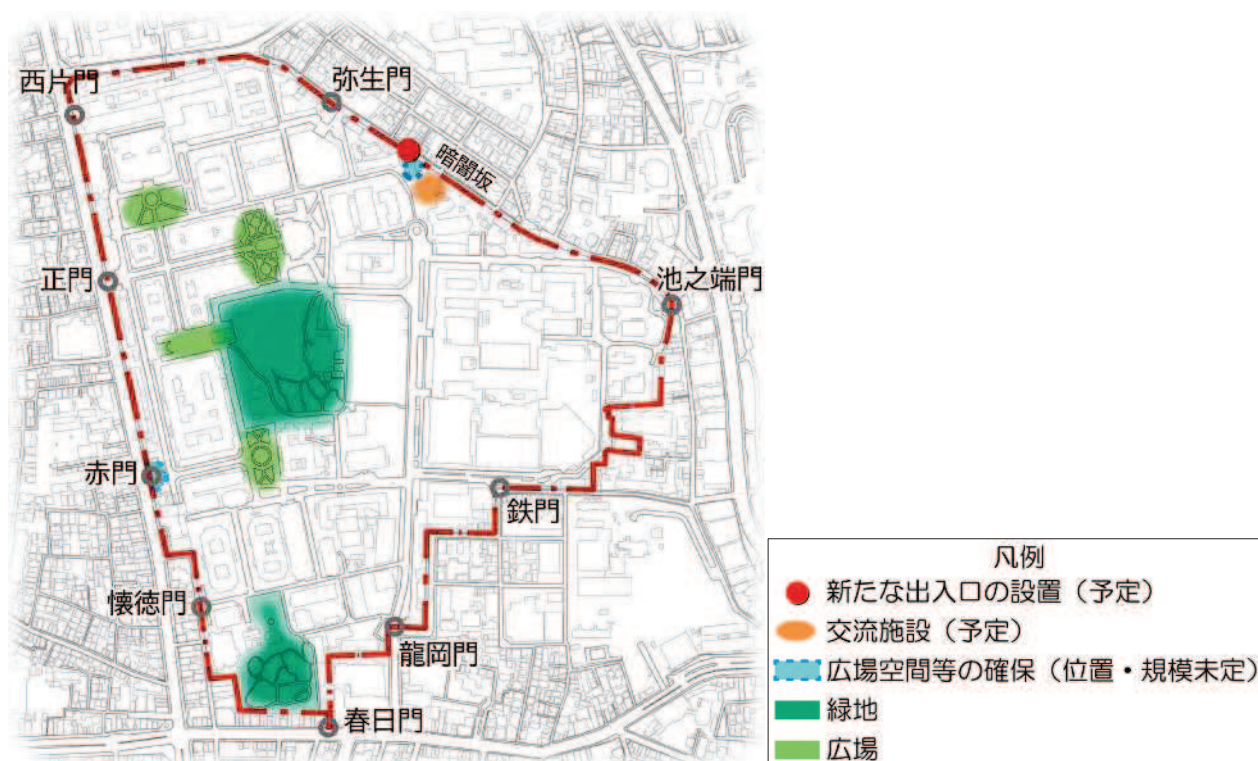 西片門
弥生門
暗闇坂
正門
池之端門
赤門
鉄門
懐徳門
龍岡門
春日門
凡例
新たな出入口の設置（予定）
交流施設（予定）
広場空間等の確保（位置・規模未定）
緑地
広場